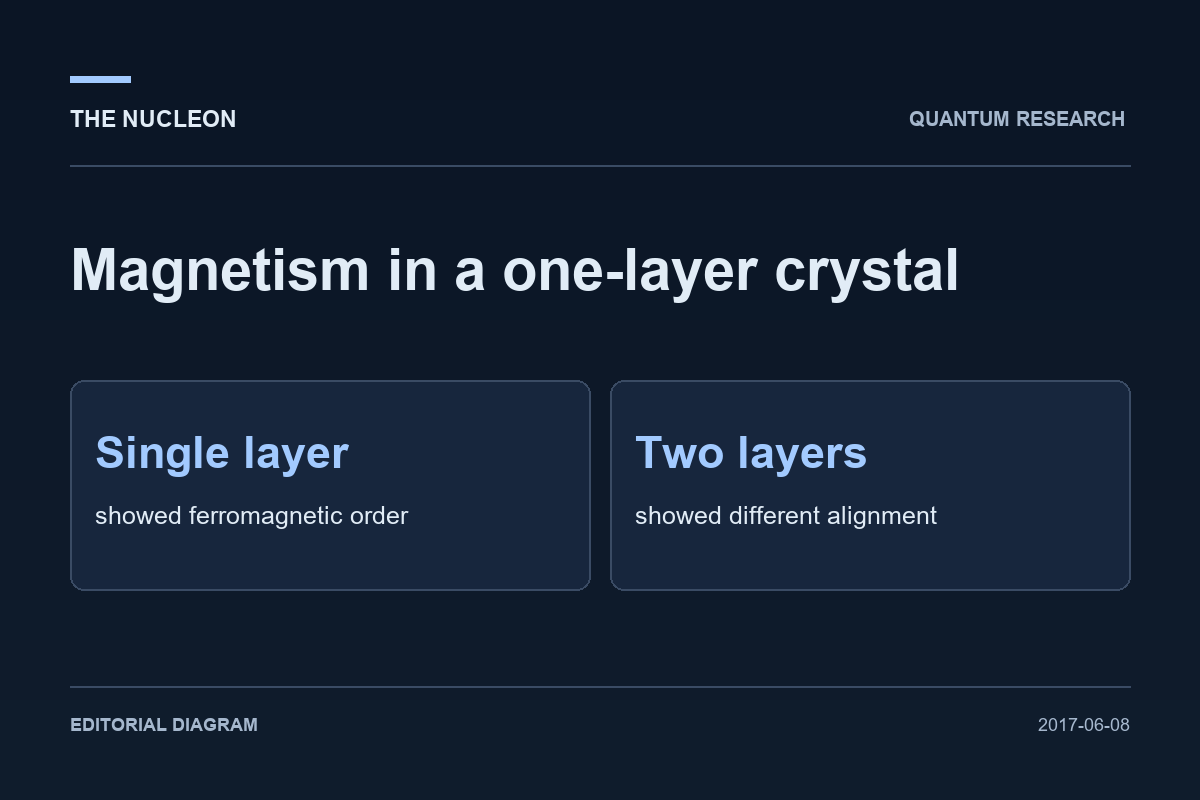 THE NUCLEON
QUANTUM RESEARCH
Magnetism in a one-layer crystal
Single layer
showed ferromagnetic order
Two layers
showed different alignment
EDITORIAL DIAGRAM
2017-06-08